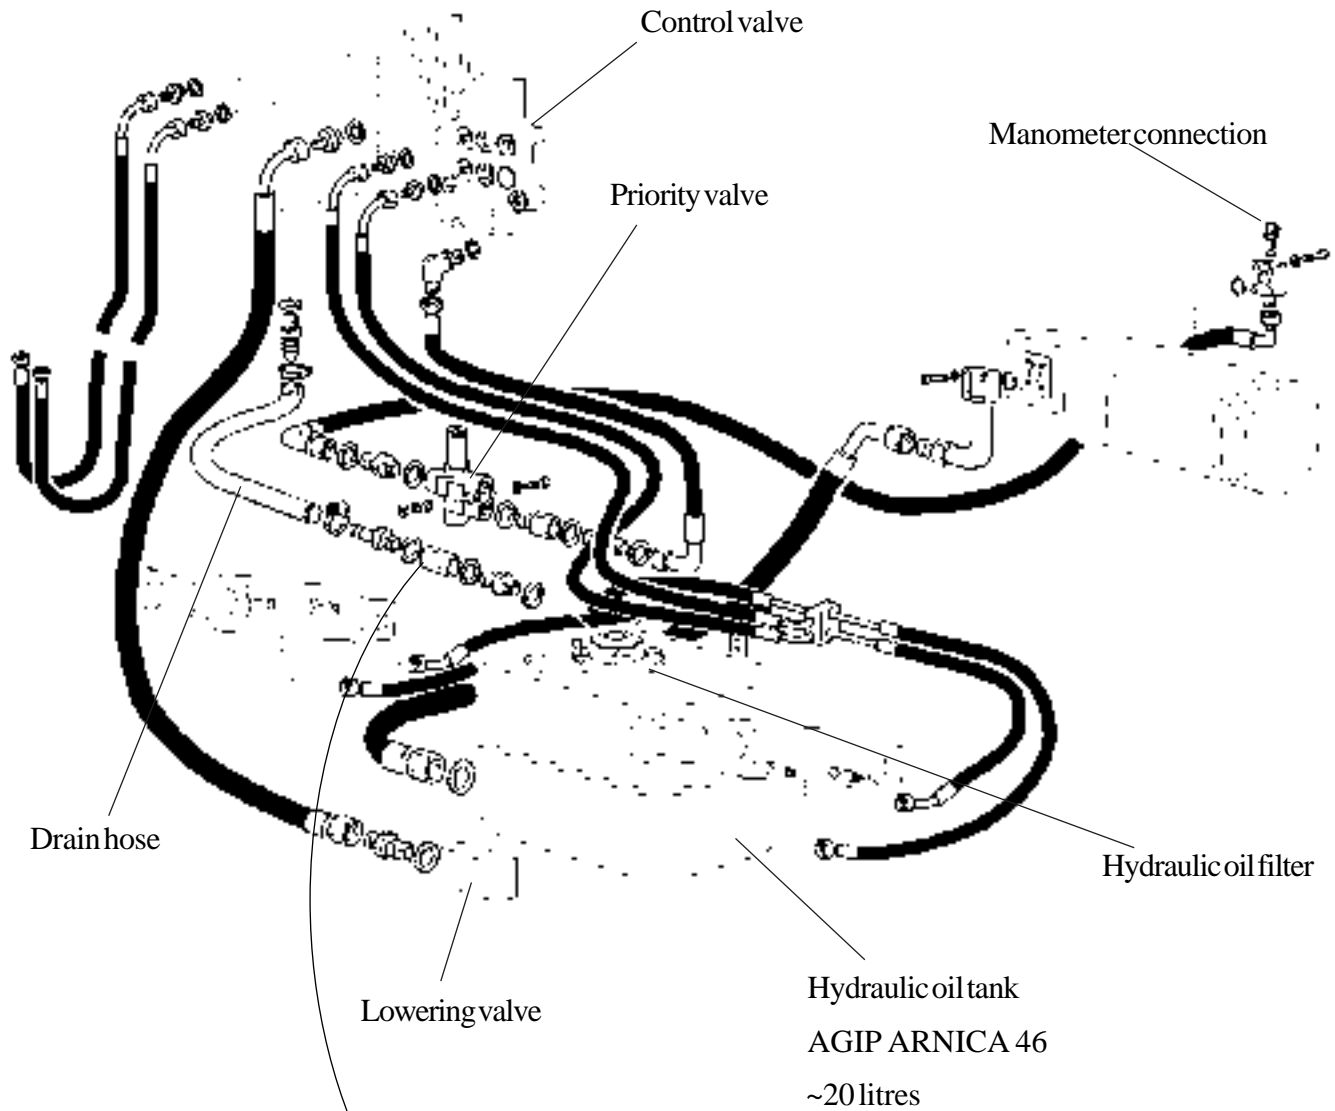 Control valve
Manometer connection
Priority valve
Drain hose
Hydraulic oil filter
Lowering valve
Hydraulic oil tank
AGIP ARNICA 46
~20 litres